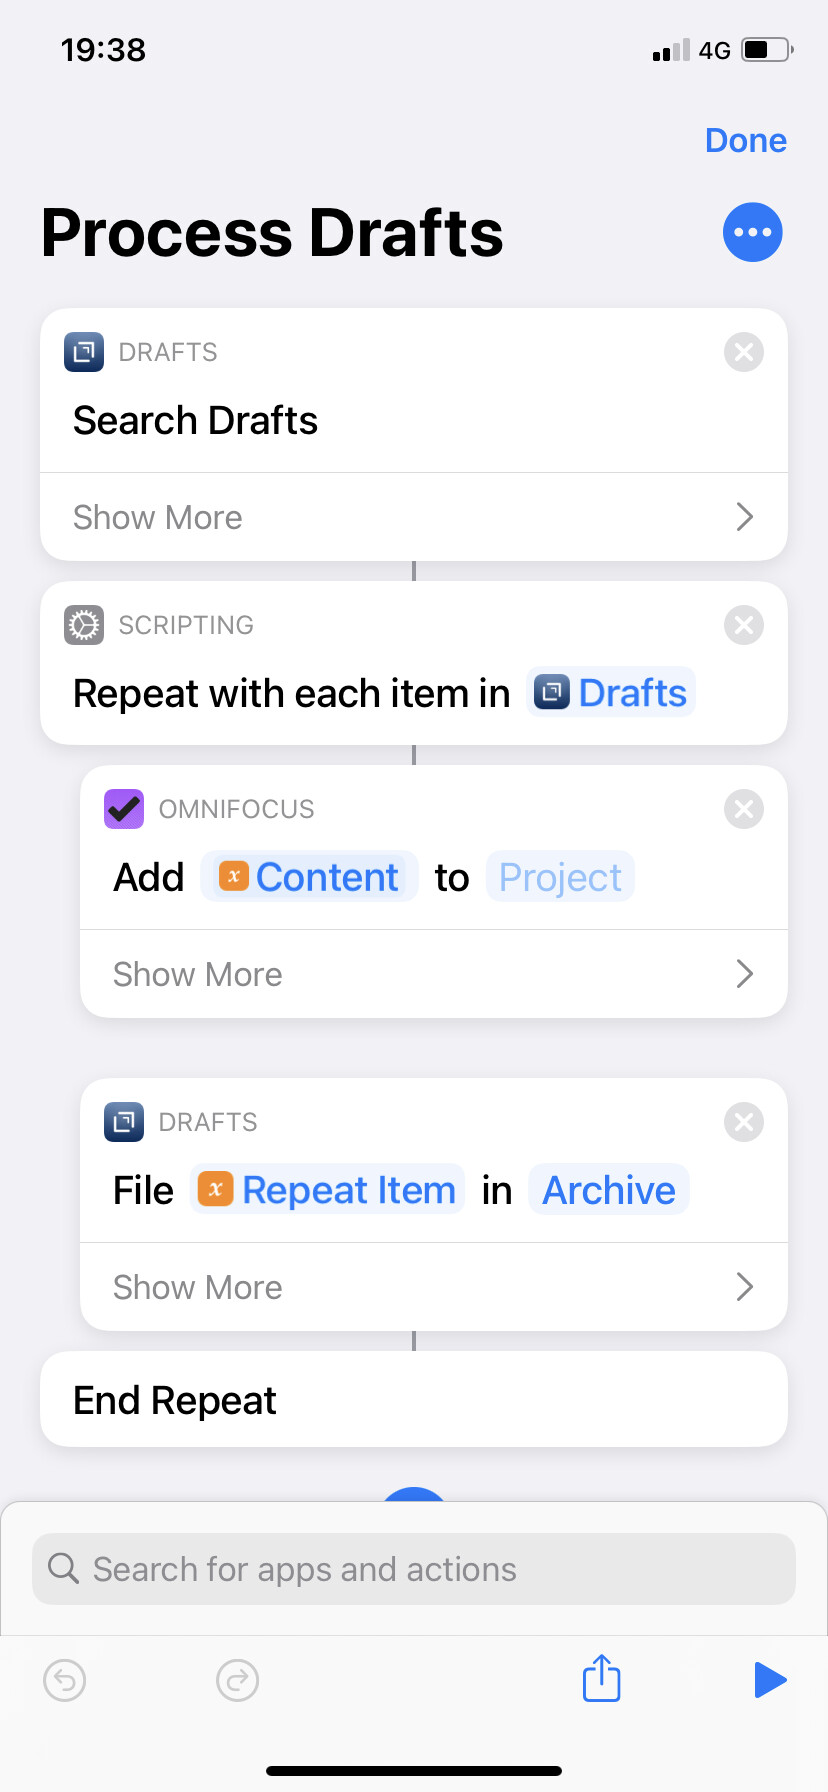 19:38
4G
Done
Process Drafts
DRAFTS
Search Drafts
Show More
SCRIPTING
Repeat with each item in Drafts
OMNIFOCUS
Add x Content to Project
Show More
DRAFTS
File x Repeat Item in Archive
Show More
End Repeat
Search for apps and actions